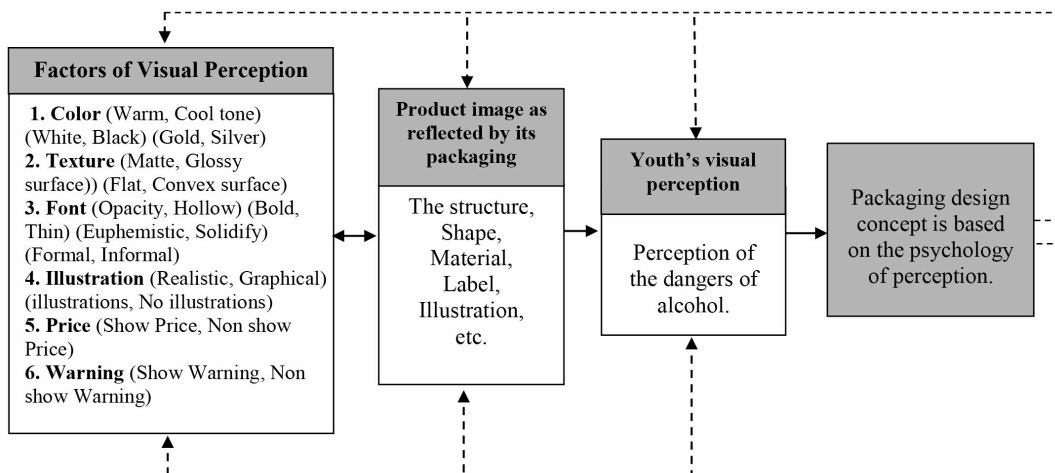 Factors of Visual Perception
1. Color (Warm, Cool tone)
(White, Black) (Gold, Silver)
2. Texture (Matte, Glossy
surface)) (Flat, Convex surface)
3. Font (Opacity, Hollow) (Bold,
Thin) (Euphemistic, Solidify)
(Formal, Informal)
4. Illustration (Realistic, Graphical)
(illustrations, No illustrations)
5. Price (Show Price, Non show
Price)
6. Warning (Show Warning, Non
show Warning)
Product image as
reflected by its
packaging
The structure,
Shape,
Material,
Label,
Illustration,
etc.
Youth’s visual
perception
Perception of
the dangers of
alcohol.
Packaging design
concept is based
on the psychology
of perception.